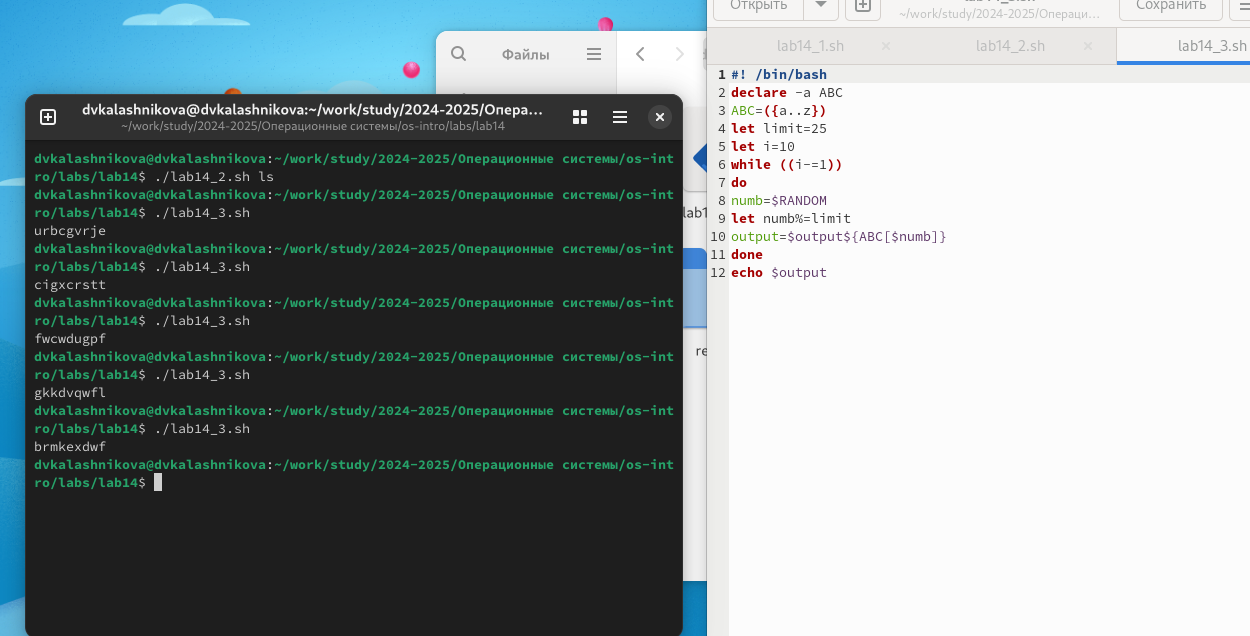 Файлы
dvkalashnikova@dvkalashnikova:~/work/study/2024-2025/Опера...
~/work/study/2024-2025/Операционные системы/os-intro/labs/lab14
dvkalashnikova@dvkalashnikova:~/work/study/2024-2025/Операционные системы/os-int
ro/labs/lab14$ ./lab14_2.sh ls
dvkalashnikova@dvkalashnikova:~/work/study/2024-2025/Операционные системы/os-int
ro/labs/lab14$ ./lab14_3.sh
urbcgvrje
dvkalashnikova@dvkalashnikova:~/work/study/2024-2025/Операционные системы/os-int
ro/labs/lab14$ ./lab14_3.sh
cigxcrstt
dvkalashnikova@dvkalashnikova:~/work/study/2024-2025/Операционные системы/os-int
ro/labs/lab14$ ./lab14_3.sh
fwcwdugpf
dvkalashnikova@dvkalashnikova:~/work/study/2024-2025/Операционные системы/os-int
ro/labs/lab14$ ./lab14_3.sh
gkkdvqwfl
dvkalashnikova@dvkalashnikova:~/work/study/2024-2025/Операционные системы/os-int
ro/labs/lab14$ ./lab14_3.sh
brmkexdwf
dvkalashnikova@dvkalashnikova:~/work/study/2024-2025/Операционные системы/os-int
ro/labs/lab14$
lab1
re
Открыть
~/work/study/2024-2025/Операци...
Сохранить
lab14_1.sh
lab14_2.sh
lab14_3.sh
1 #! /bin/bash
2 declare -a ABC
3 ABC=({a..z})
4 let limit=25
5 let i=10
6 while ((i-=1))
7 do
8 numb=$RANDOM
9 let numb%=limit
10 output=$output${ABC[$numb]}
11 done
12 echo $output